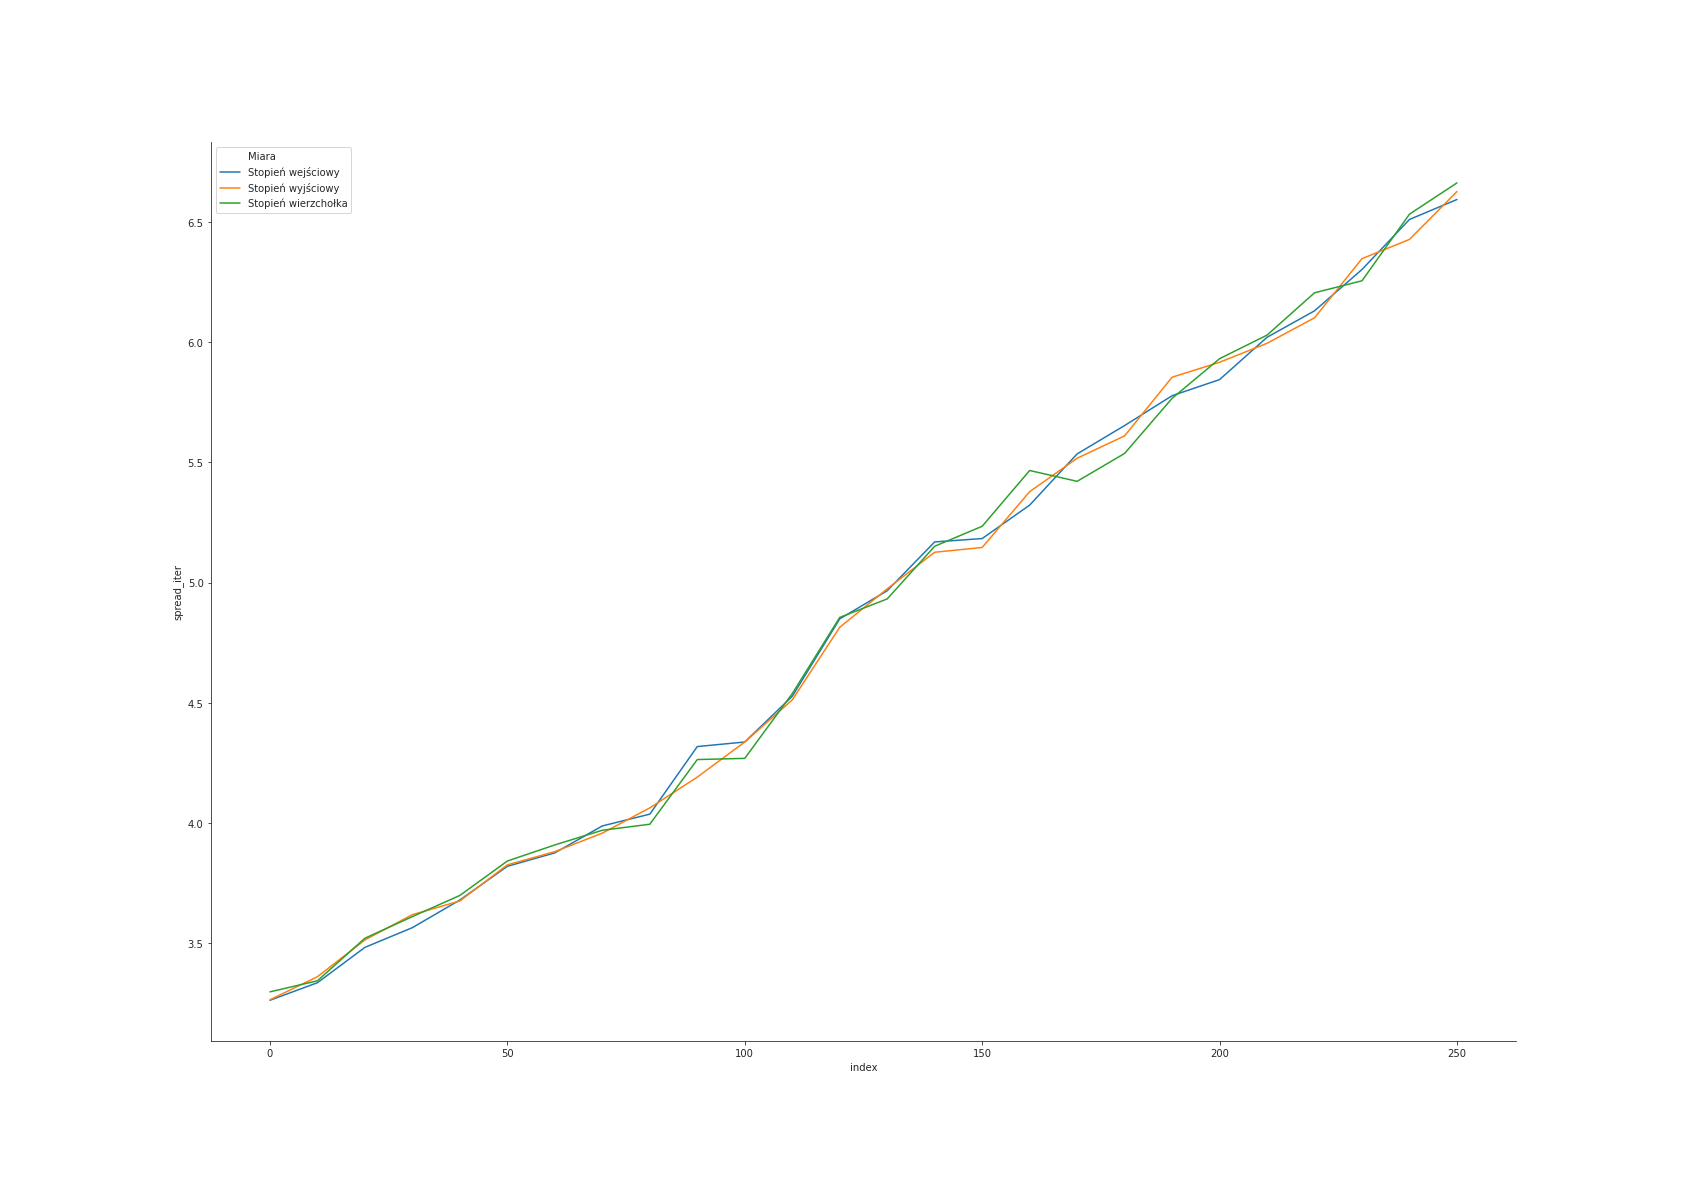 Miara
Stopień wejściowy
Stopień wyjściowy
Stopień wierzchołka
6.5
6.0
5.5
5.0
4.5
4.0
3.5
spread_iter
0 50 100 150 200 250
index